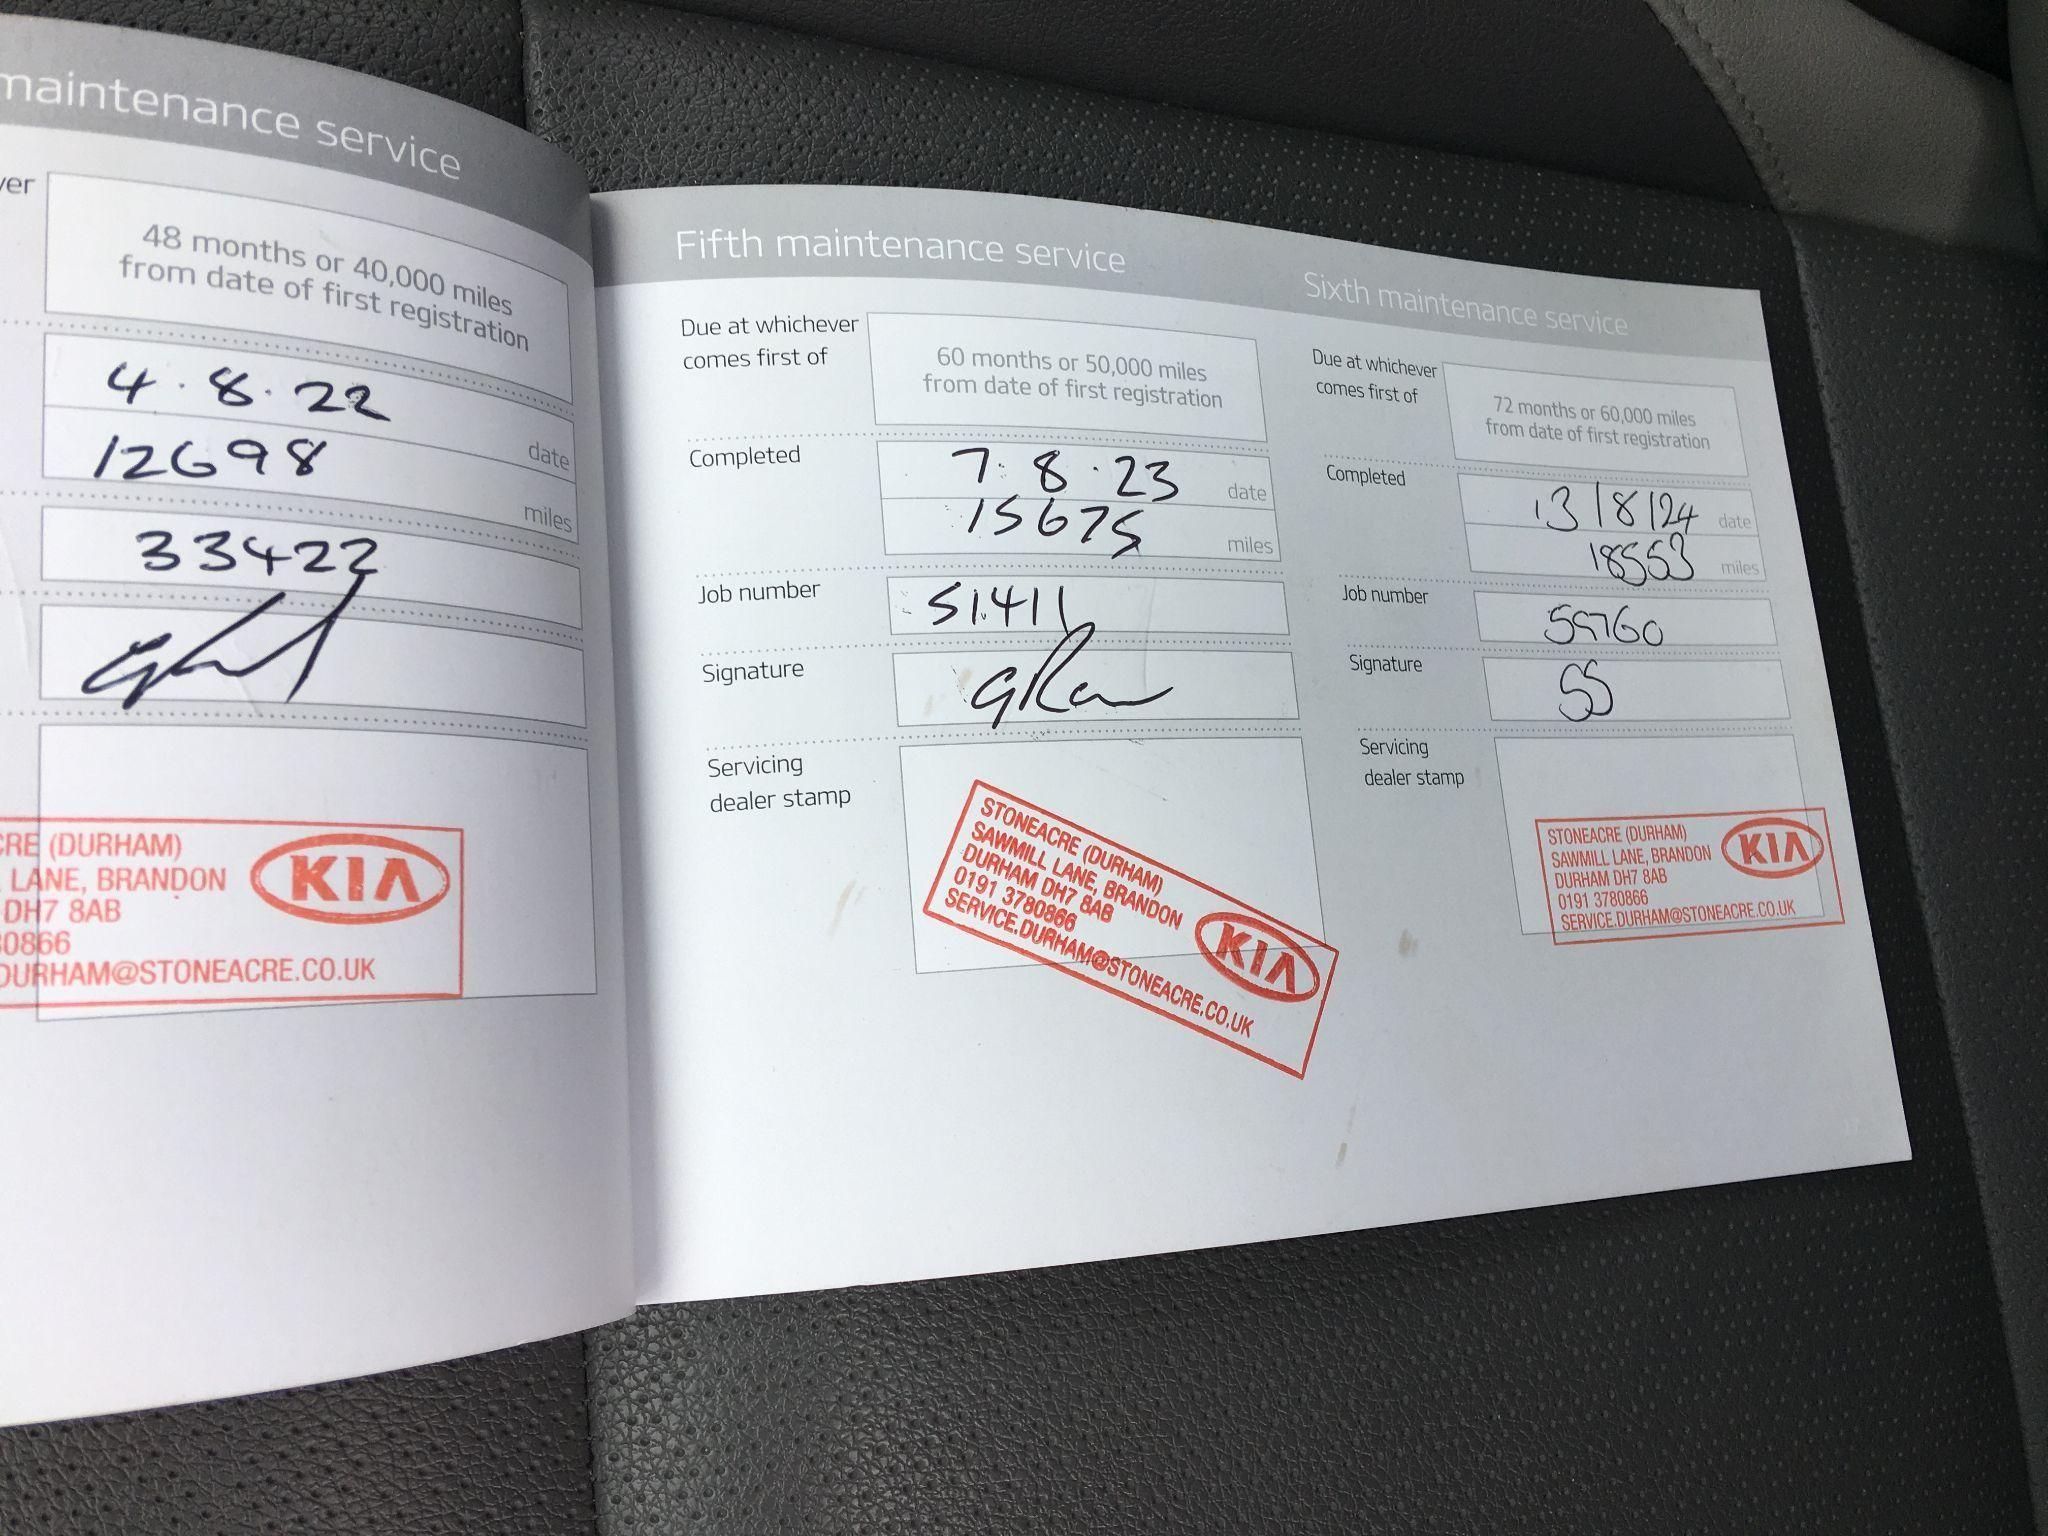 maintenance service
ver
48 months or 40,000 miles
from date of first registration
4.8.22
date
12698
miles
33422
CRE (DURHAM)
LANE, BRANDON
DH7 8AB
0866
DURHAM@STONEACRE.CO.UK
KIA
Fifth maintenance service
Due at whichever
comes first of
60 months or 50,000 miles
from date of first registration
Completed
7.8.23
date
15675
miles
Job number
51411
Signature
Servicing
dealer stamp
STONEACRE (DURHAM)
SAWMILL LANE, BRANDON
DURHAM DH7 8AB
0191 3780866
SERVICE.DURHAM@STONEACRE.CO.UK
KIA
Sixth maintenance service
Due at whichever
comes first of
72 months or 60,000 miles
from date of first registration
Completed
13/8/24
date
18553
miles
Job number
59760
Signature
SS
Servicing
dealer stamp
STONEACRE (DURHAM)
SAWMILL LANE, BRANDON
DURHAM DH7 8AB
0191 3780866
SERVICE.DURHAM@STONEACRE.CO.UK
KIA